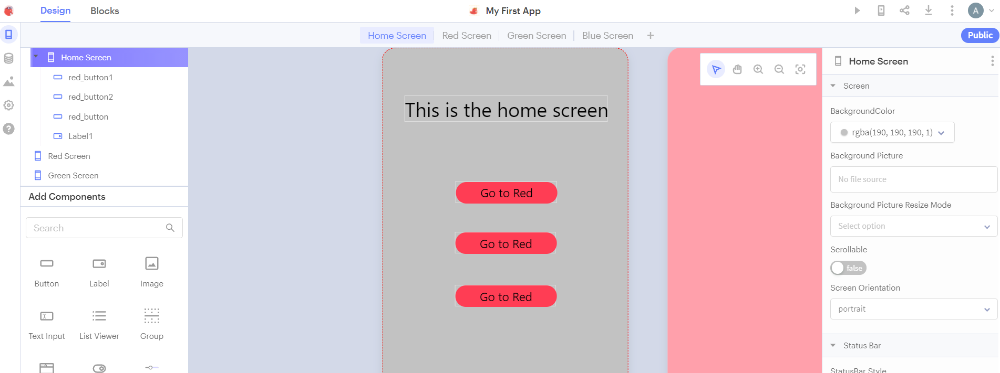 Design
Blocks
My First App
A
Home Screen
Red Screen
Green Screen
Blue Screen
+
Public
Home Screen
red_button1
red_button2
red_button
Label1
Red Screen
Green Screen
Add Components
Search
Button
Label
Image
Text Input
List Viewer
Group
This is the home screen
Go to Red
Go to Red
Go to Red
Home Screen
Screen
BackgroundColor
rgba(190, 190, 190, 1)
Background Picture
No file source
Background Picture Resize Mode
Select option
Scrollable
false
Screen Orientation
portrait
Status Bar
StatusBar Style